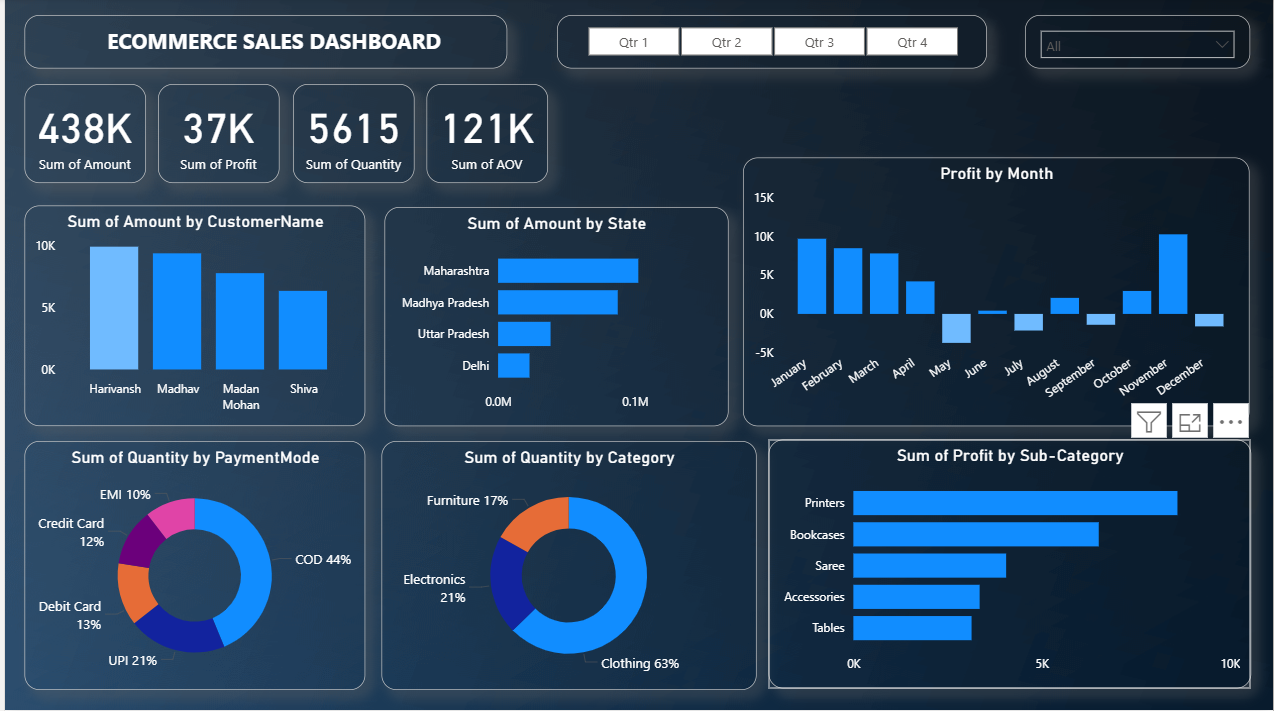 ECOMMERCE SALES DASHBOARD
Qtr 1
Qtr 2
Qtr 3
Qtr 4
All
438K
Sum of Amount
37K
Sum of Profit
5615
Sum of Quantity
121K
Sum of AOV
Sum of Amount by CustomerName
10K
5K
0K
Harivansh
Madhav
Madan
Mohan
Shiva
Sum of Amount by State
Maharashtra
Madhya Pradesh
Uttar Pradesh
Delhi
0.0M
0.1M
Profit by Month
15K
10K
5K
0K
-5K
January
February
March
April
May
June
July
August
September
October
November
December
Sum of Quantity by PaymentMode
EMI 10%
Credit Card
12%
COD 44%
Debit Card
13%
UPI 21%
Sum of Quantity by Category
Furniture 17%
Electronics
21%
Clothing 63%
Sum of Profit by Sub-Category
Printers
Bookcases
Saree
Accessories
Tables
0K
5K
10K